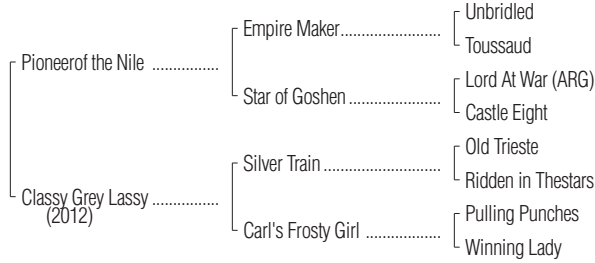 Unbridled
Empire Maker..................
Toussaud
Pioneerof the Nile ................
Lord At War (ARG)
Star of Goshen ......................
Castle Eight
Old Trieste
Silver Train ............................
Ridden in Thestars
Classy Grey Lassy ................
(2012)
Pulling Punches
Carl's Frosty Girl ..................
Winning Lady